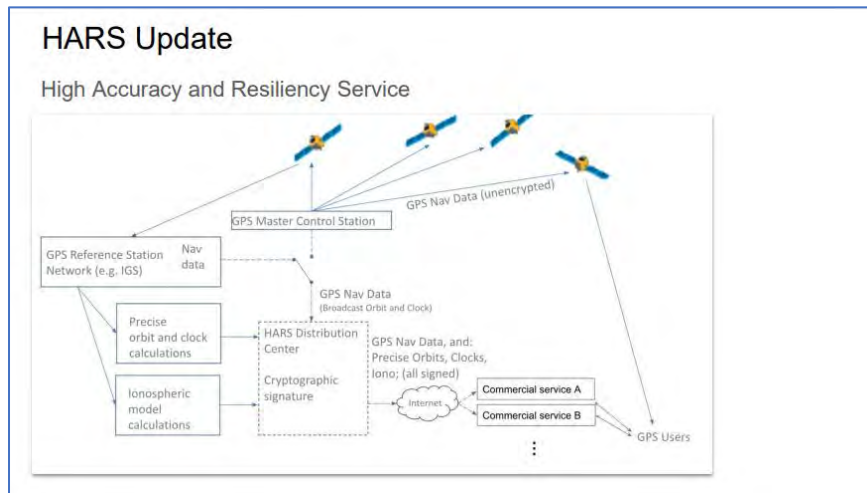 HARS Update
High Accuracy and Resiliency Service
GPS Nav Data (unencrypted)
GPS Master Control Station
GPS Reference Station
Network (e.g. IGS)
Nav
data
GPS Nav Data
(Broadcast Orbit and Clock)
Precise
orbit and clock
calculations
HARS Distribution
Center
Cryptographic
signature
GPS Nav Data, and:
Precise Orbits, Clocks,
Iono; (all signed)
Ionospheric
model
calculations
Internet
Commercial service A
Commercial service B
GPS Users